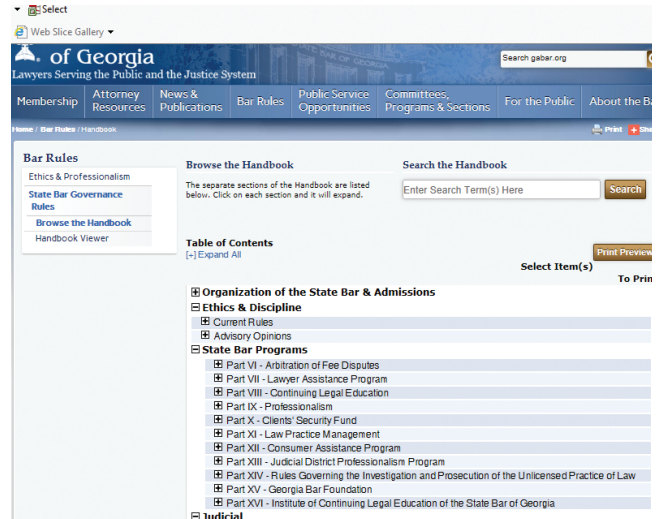 Select
Web Slice Gallery
of Georgia
Lawyers Serving the Public and the Justice System
Search gabar.org
Membership
Attorney Resources
News & Publications
Bar Rules
Public Service Opportunities
Committees, Programs & Sections
For the Public
About the Ba
Home / Bar Rules / Handbook
Print
Sha
Bar Rules
Ethics & Professionalism
State Bar Governance
Rules
Browse the Handbook
Handbook Viewer
Browse the Handbook
The separate sections of the Handbook are listed
below. Click on each section and it will expand.
Search the Handbook
Enter Search Term(s) Here
Search
Table of Contents
[+] Expand All
Print Preview
Select Item(s)
To Prin
Organization of the State Bar & Admissions
Ethics & Discipline
Current Rules
Advisory Opinions
State Bar Programs
Part VI - Arbitration of Fee Disputes
Part VII - Lawyer Assistance Program
Part VIII - Continuing Legal Education
Part IX - Professionalism
Part X - Clients' Security Fund
Part XI - Law Practice Management
Part XII - Consumer Assistance Program
Part XIII - Judicial District Professionalism Program
Part XIV - Rules Governing the Investigation and Prosecution of the Unlicensed Practice of Law
Part XV - Georgia Bar Foundation
Part XVI - Institute of Continuing Legal Education of the State Bar of Georgia
Judicial